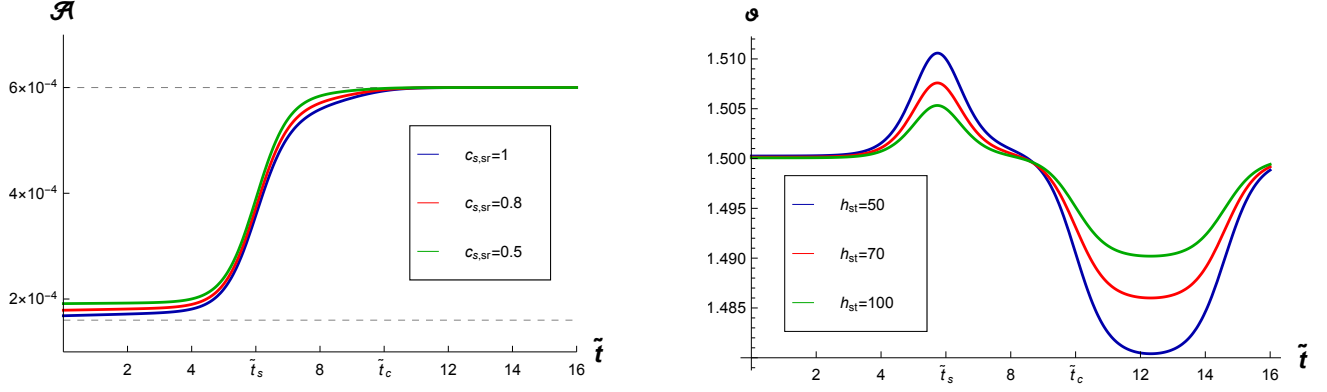 𝒜
6×10⁻⁴
4×10⁻⁴
2×10⁻⁴
c_{s,sr}=1
c_{s,sr}=0.8
c_{s,sr}=0.5
2 4 t̃_s 8 t̃_c 12 14 16
t̃
ℴ
1.510
1.505
1.500
1.495
1.490
1.485
h_{st}=50
h_{st}=70
h_{st}=100
2 4 t̃_s 8 t̃_c 12 14 16
t̃